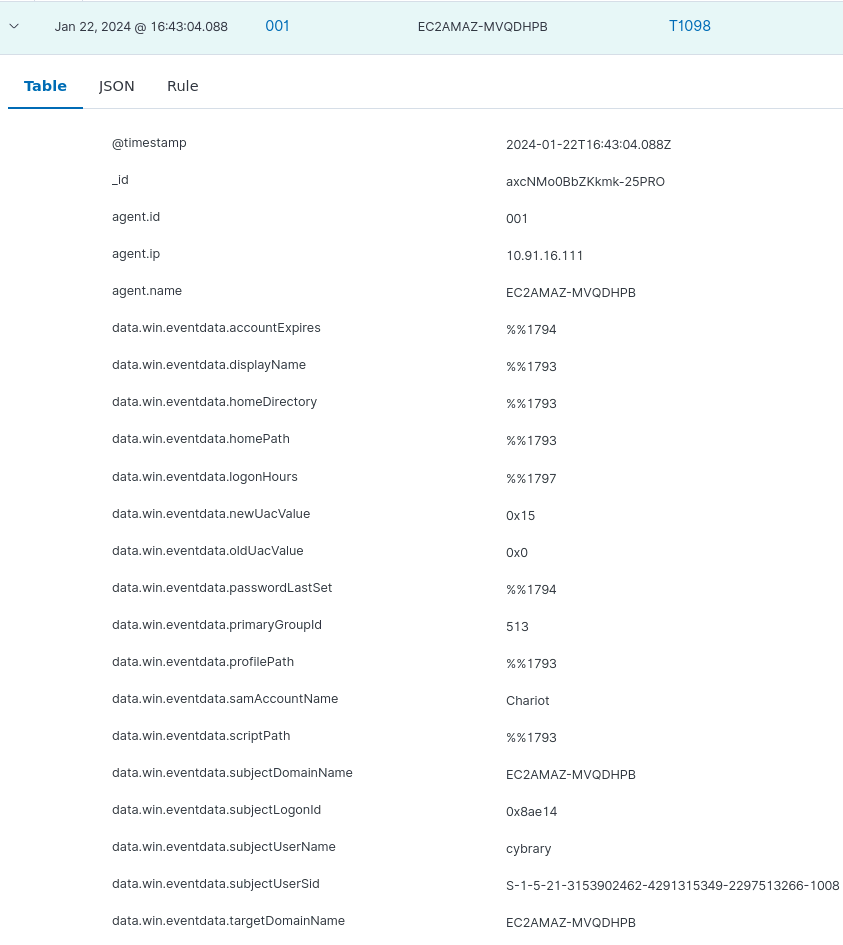 Jan 22, 2024 @ 16:43:04.088 001 EC2AMAZ-MVQDHPB T1098
Table JSON Rule
@timestamp 2024-01-22T16:43:04.088Z
_id axcNMo0BbZKkmk-25PRO
agent.id 001
agent.ip 10.91.16.111
agent.name EC2AMAZ-MVQDHPB
data.win.eventdata.accountExpires %%1794
data.win.eventdata.displayName %%1793
data.win.eventdata.homeDirectory %%1793
data.win.eventdata.homePath %%1793
data.win.eventdata.logonHours %%1797
data.win.eventdata.newUacValue 0x15
data.win.eventdata.oldUacValue 0x0
data.win.eventdata.passwordLastSet %%1794
data.win.eventdata.primaryGroupId 513
data.win.eventdata.profilePath %%1793
data.win.eventdata.samAccountName Chariot
data.win.eventdata.scriptPath %%1793
data.win.eventdata.subjectDomainName EC2AMAZ-MVQDHPB
data.win.eventdata.subjectLogonId 0x8ae14
data.win.eventdata.subjectUserName cybrary
data.win.eventdata.subjectUserSid S-1-5-21-3153902462-4291315349-2297513266-1008
data.win.eventdata.targetDomainName EC2AMAZ-MVQDHPB